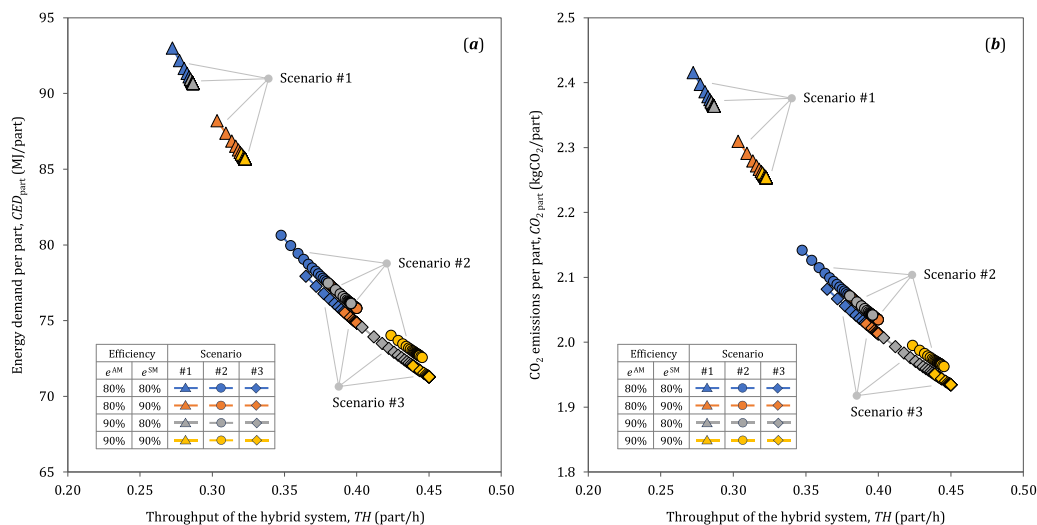 95
90
85
80
75
70
65
0.20
0.25
0.30
0.35
0.40
0.45
0.50
Energy demand per part, CED_part (MJ/part)
Throughput of the hybrid system, TH (part/h)
(a)
Scenario #1
Scenario #2
Scenario #3
Efficiency Scenario
e^AM e^SM #1 #2 #3
80% 80%
80% 90%
90% 80%
90% 90%
2.5
2.4
2.3
2.2
2.1
2.0
1.9
1.8
0.20
0.25
0.30
0.35
0.40
0.45
0.50
CO₂ emissions per part, CO₂ part (kgCO₂/part)
Throughput of the hybrid system, TH (part/h)
(b)
Scenario #1
Scenario #2
Scenario #3
Efficiency Scenario
e^AM e^SM #1 #2 #3
80% 80%
80% 90%
90% 80%
90% 90%